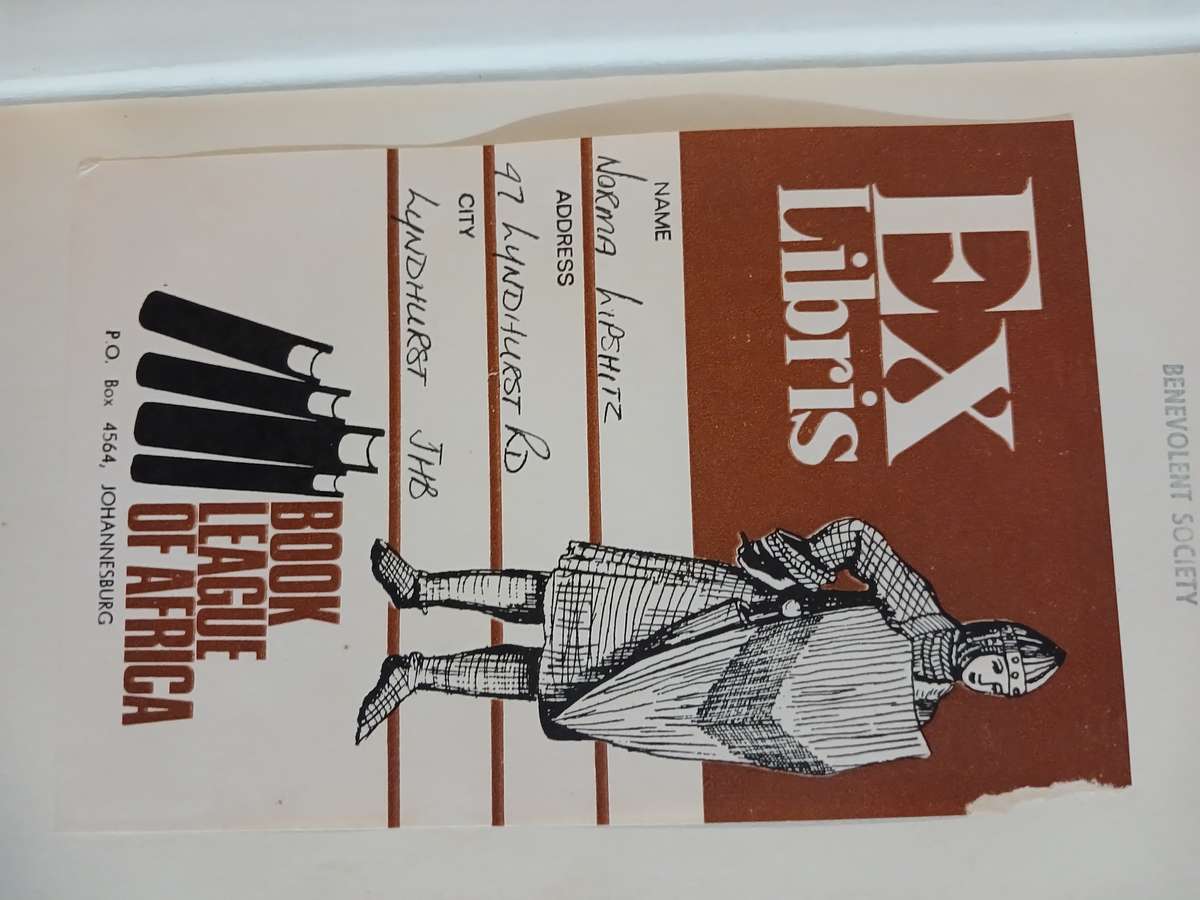 BENEVOLENT SOCIETY
Ex
Libris
NAME
NORMA LIPSHITZ
ADDRESS
47 LYNDHURST RD
CITY
LYNDHURST JHB
BOOK
LEAGUE
OF AFRICA
P.O. Box 4564, JOHANNESBURG